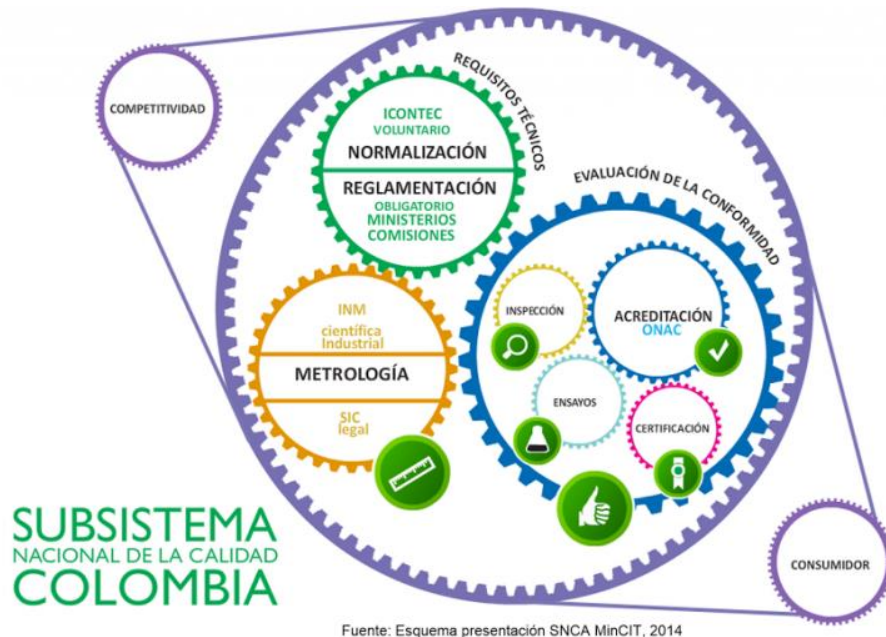 COMPETITIVIDAD
REQUISITOS TÉCNICOS
ICONTEC
VOLUNTARIO
NORMALIZACIÓN
REGLAMENTACIÓN
OBLIGATORIO
MINISTERIOS
COMISIONES
EVALUACIÓN DE LA CONFORMIDAD
INSPECCIÓN
ACREDITACIÓN
ONAC
ENSAYOS
CERTIFICACIÓN
INM
científica
Industrial
METROLOGÍA
SIC
legal
SUBSISTEMA
NACIONAL DE LA CALIDAD
COLOMBIA
CONSUMIDOR
Fuente: Esquema presentación SNCA MinCIT, 2014